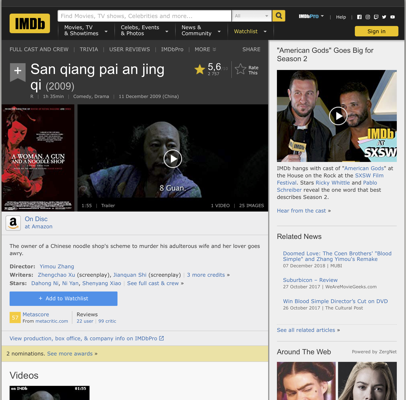 IMDb
Find Movies, TV shows, Celebrities and more...
All
IMDbPro
Help
Movies, TV
& Showtimes
Celebs, Events
& Photos
News &
Community
Watchlist
Sign in
FULL CAST AND CREW | TRIVIA | USER REVIEWS | IMDbPro | MORE
SHARE
San qiang pai an jing
qi (2009)
5,6
Rate
This
R | 1h 35min | Comedy, Drama | 11 December 2009 (China)
A WOMAN, A GUN
AND A NOODLE SHOP
8 Guan,
1:55 | Trailer
1 VIDEO | 25 IMAGES
On Disc
at Amazon
The owner of a Chinese noodle shop's scheme to murder his adulterous wife and her lover goes
awry.
Director: Yimou Zhang
Writers: Zhengchao Xu (screenplay), Jianquan Shi (screenplay) | 3 more credits »
Stars: Dahong Ni, Ni Yan, Shenyang Xiao | See full cast & crew »
+ Add to Watchlist
Metascore
From metacritic.com
Reviews
22 user | 99 critic
View production, box office, & company info on IMDbPro
2 nominations. See more awards »
Videos
"American Gods" Goes Big for
Season 2
IMDb
at
SXSW
IMDb hangs with cast of "American Gods" at
the House on the Rock at the SXSW Film
Festival. Stars Ricky Whittle and Pablo
Schreiber reveal the one word that best
describes Season 2.
Hear from the cast »
Related News
Doomed Love: The Coen Brothers' "Blood
Simple" and Zhang Yimou's Remake
07 December 2018 | MUBI
Suburbicon – Review
27 October 2017 | WeAreMovieGeeks.com
Win Blood Simple Director's Cut on DVD
26 October 2017 | The Cultural Post
See all related articles »
Around The Web
Powered by ZergNet